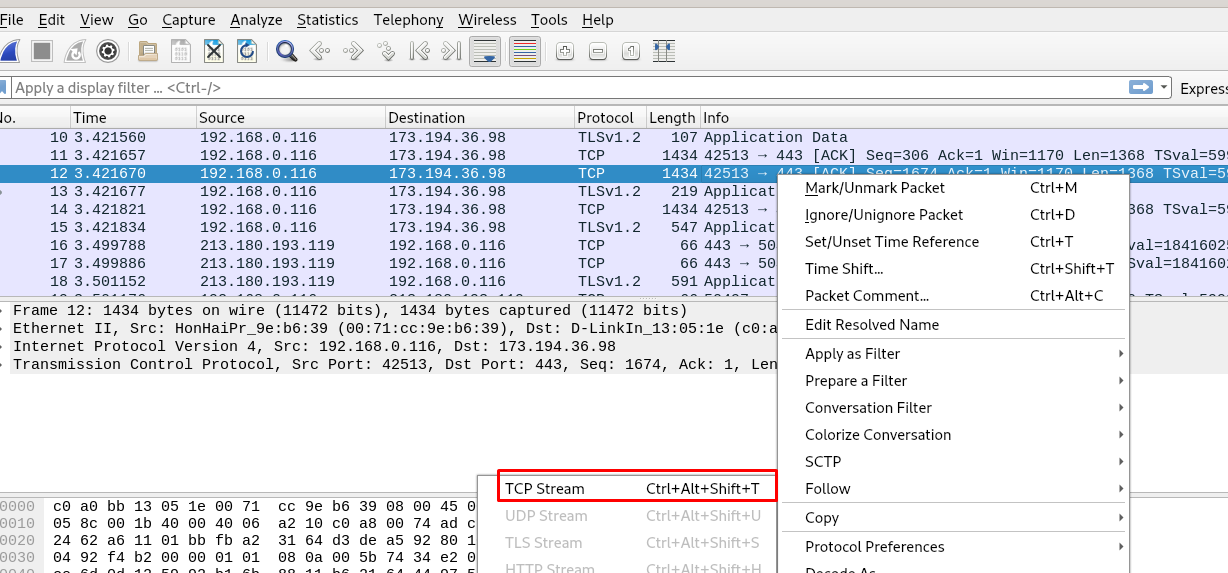 File Edit View Go Capture Analyze Statistics Telephony Wireless Tools Help
Apply a display filter ... <Ctrl-/> Express
No. Time Source Destination Protocol Length Info
10 3.421560 192.168.0.116 173.194.36.98 TLSv1.2 107 Application Data
11 3.421657 192.168.0.116 173.194.36.98 TCP 1434 42513 → 443 [ACK] Seq=306 Ack=1 Win=1170 Len=1368 TSval=599
12 3.421670 192.168.0.116 173.194.36.98 TCP 1434 42513 → 443 [ACK] Seq=1674 Ack=1 Win=1170 Len=1368 TSval=59
13 3.421677 192.168.0.116 173.194.36.98 TLSv1.2 219 Applicat
14 3.421821 192.168.0.116 173.194.36.98 TCP 1434 42513 → 368 TSval=59
15 3.421834 192.168.0.116 173.194.36.98 TLSv1.2 547 Applicat
16 3.499788 213.180.193.119 192.168.0.116 TCP 66 443 → 50 val=1841602
17 3.499886 213.180.193.119 192.168.0.116 TCP 66 443 → 50 Sval=184160
18 3.501152 213.180.193.119 192.168.0.116 TLSv1.2 591 Applicat
Mark/Unmark Packet Ctrl+M
Ignore/Unignore Packet Ctrl+D
Set/Unset Time Reference Ctrl+T
Time Shift... Ctrl+Shift+T
Packet Comment... Ctrl+Alt+C
Edit Resolved Name
Apply as Filter
Prepare a Filter
Conversation Filter
Colorize Conversation
SCTP
Follow
Copy
Protocol Preferences
Decode As
Frame 12: 1434 bytes on wire (11472 bits), 1434 bytes captured (11472 bits)
Ethernet II, Src: HonHaiPr_9e:b6:39 (00:71:cc:9e:b6:39), Dst: D-LinkIn_13:05:1e (c0:a
Internet Protocol Version 4, Src: 192.168.0.116, Dst: 173.194.36.98
Transmission Control Protocol, Src Port: 42513, Dst Port: 443, Seq: 1674, Ack: 1, Len
TCP Stream Ctrl+Alt+Shift+T
UDP Stream Ctrl+Alt+Shift+U
TLS Stream Ctrl+Alt+Shift+S
HTTP Stream Ctrl+Alt+Shift+H
0000 c0 a0 bb 13 05 1e 00 71 cc 9e b6 39 08 00 45 0
0010 05 8c 00 1b 40 00 40 06 a2 10 c0 a8 00 74 ad c
0020 24 62 a6 11 01 bb fb a2 31 64 d3 de a5 92 80 1
0030 04 92 f4 b2 00 00 01 01 08 0a 00 5b 74 34 e2 0